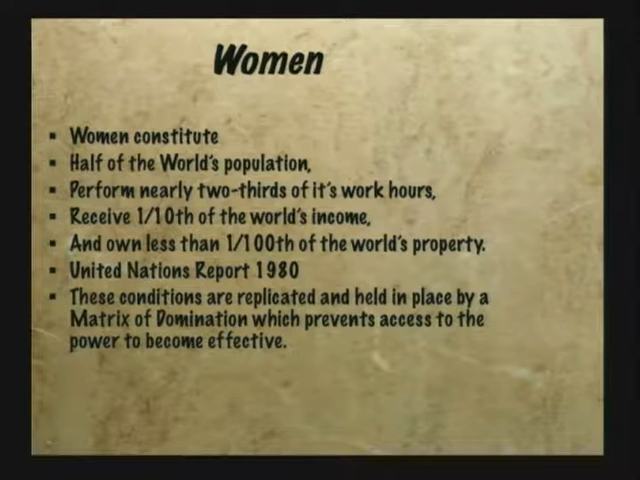 Women
▪ Women constitute
▪ Half of the World's population,
▪ Perform nearly two-thirds of it's work hours,
▪ Receive 1/10th of the world's income,
▪ And own less than 1/100th of the world's property.
▪ United Nations Report 1980
▪ These conditions are replicated and held in place by a
Matrix of Domination which prevents access to the
power to become effective.